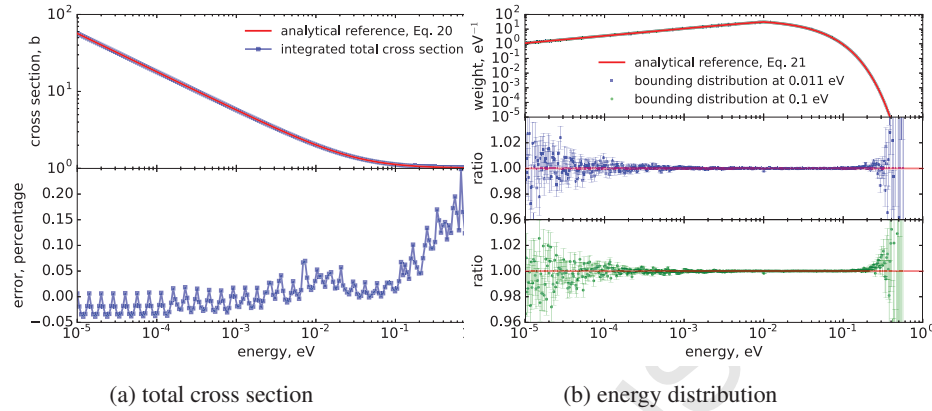 10²
10¹
10⁰
cross section, b
analytical reference, Eq. 20
integrated total cross section
0.20
0.15
0.10
0.05
0.00
−0.05
error, percentage
10⁻⁵ 10⁻⁴ 10⁻³ 10⁻² 10⁻¹ 1
energy, eV
(a) total cross section
10²
10¹
10⁰
10⁻¹
10⁻²
10⁻³
10⁻⁴
10⁻⁵
weight, eV⁻¹
analytical reference, Eq. 21
bounding distribution at 0.011 eV
bounding distribution at 0.1 eV
1.02
1.00
0.98
0.96
ratio
1.02
1.00
0.98
0.96
ratio
10⁻⁵ 10⁻⁴ 10⁻³ 10⁻² 10⁻¹ 10⁰
energy, eV
(b) energy distribution